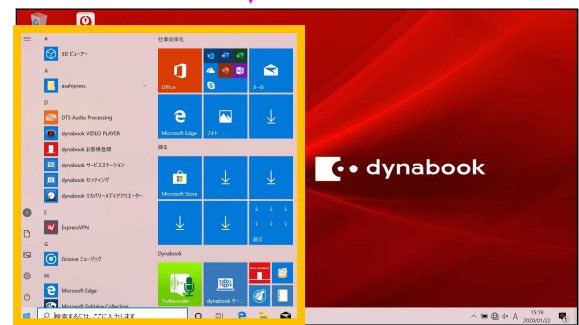 #
3D ビューアー
A
asahipress
D
DTS Audio Processing
dynabook VIDEO PLAYER
dynabook お客様登録
dynabook サービスステーション
dynabook セッティング
dynabook リカバリーメディアクリエーター
E
ExpressVPN
G
Groove ミュージック
M
Microsoft Edge
Microsoft Solitaire Collection
検索するには、ここに入力します
仕事効率化
Office
メール
Microsoft Edge
フォト
探る
Microsoft Store
遊ぶ
Dynabook
TruRecorder
dynabook サー...
dynabook
A
15:19
2020/01/22